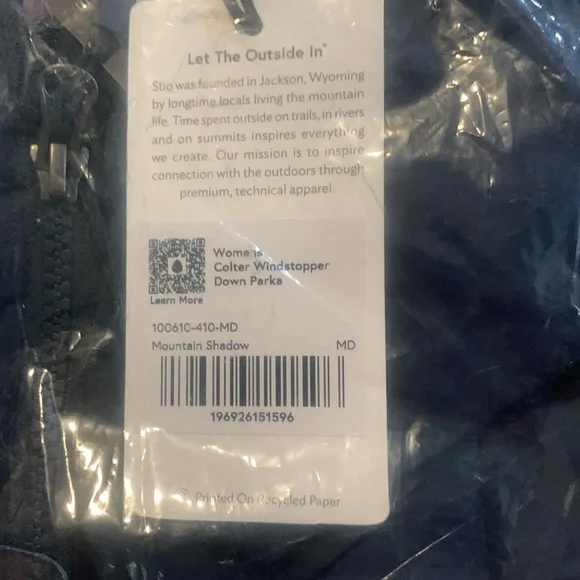 Let The Outside In®
Stio was founded in Jackson, Wyoming
by longtime locals living the mountain
life. Time spent outside on trails, in rivers
and on summits inspires everything
we create. Our mission is to inspire
connection with the outdoors through
premium, technical apparel.
Womens
Colter Windstopper
Down Parka
Learn More
100610-410-MD
Mountain Shadow MD
196926151596
Printed On Recycled Paper